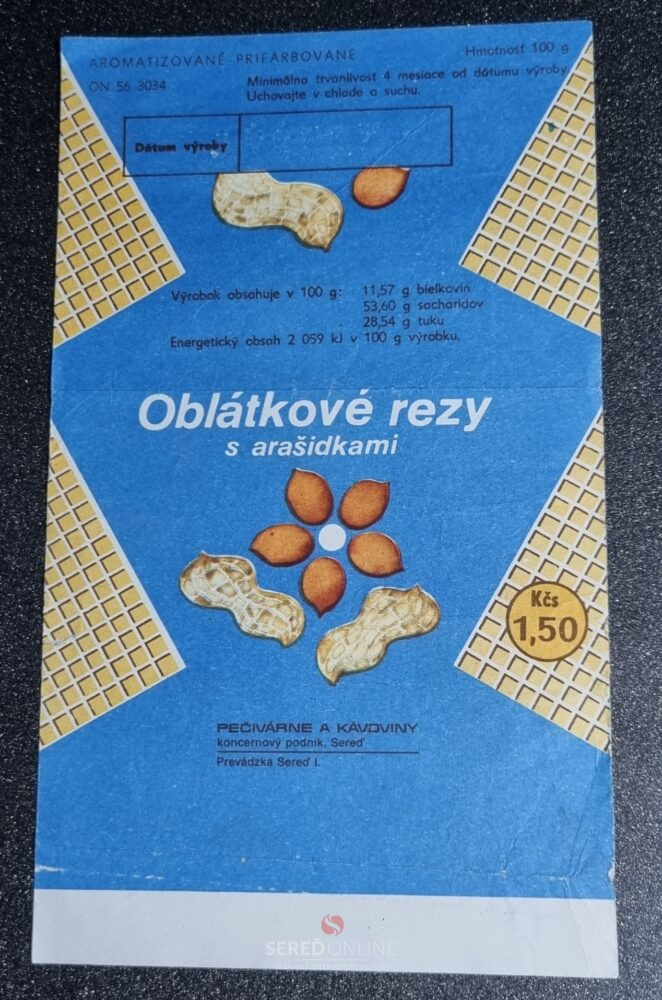 AROMATIZOVANÉ - PRIFARBOVANÉ
Hmotnosť 100 g
ON 56 3034
Minimálna trvanlivosť 4 mesiace od dátumu výroby
Uchovajte v chlade a suchu.
Dátum výroby
Výrobok obsahuje v 100 g: 11,57 g bielkovín
53,60 g sacharidov
28,54 g tuku
Energetický obsah 2 059 kJ v 100 g výrobku.
Oblátkové rezy
s arašidkami
Kčs
1,50
PEČIVÁRNE A KÁVOVINY
koncernový podnik, Sereď
Prevádzka Sereď I.
SEREĎONLINE